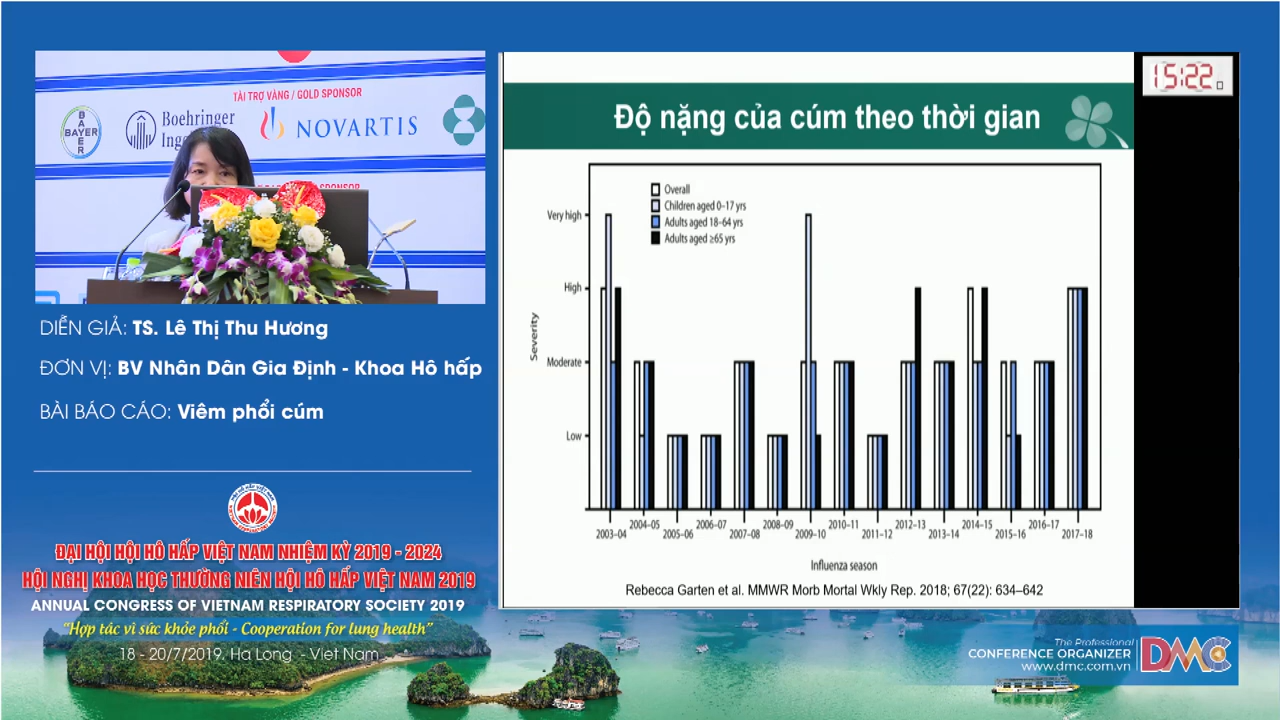 TÀI TRỢ VÀNG / GOLD SPONSOR
BAYER
BAYER
Boehringer
NOVARTIS
SPONSOR
DIỄN GIẢ: TS. Lê Thị Thu Hương
ĐƠN VỊ: BV Nhân Dân Gia Định - Khoa Hô hấp
BÀI BÁO CÁO: Viêm phổi cúm
ĐẠI HỘI HỘI HÔ HẤP VIỆT NAM NHIỆM KỲ 2019 - 2024
HỘI NGHỊ KHOA HỌC THƯỜNG NIÊN HỘI HÔ HẤP VIỆT NAM 2019
ANNUAL CONGRESS OF VIETNAM RESPIRATORY SOCIETY 2019
“Hợp tác vì sức khỏe phổi - Cooperation for lung health”
18 - 20/7/2019. Ha Long - Viet Nam
15:22
Độ nặng của cúm theo thời gian
Overall
Children aged 0–17 yrs
Adults aged 18–64 yrs
Adults aged ≥65 yrs
Very high
High
Moderate
Low
Severity
2003–04
2004–05
2005–06
2006–07
2007–08
2008–09
2009–10
2010–11
2011–12
2012–13
2013–14
2014–15
2015–16
2016–17
2017–18
Influenza season
Rebecca Garten et al. MMWR Morb Mortal Wkly Rep. 2018; 67(22): 634–642
The Professional
CONFERENCE ORGANIZER
www.dmc.com.vn
DMC